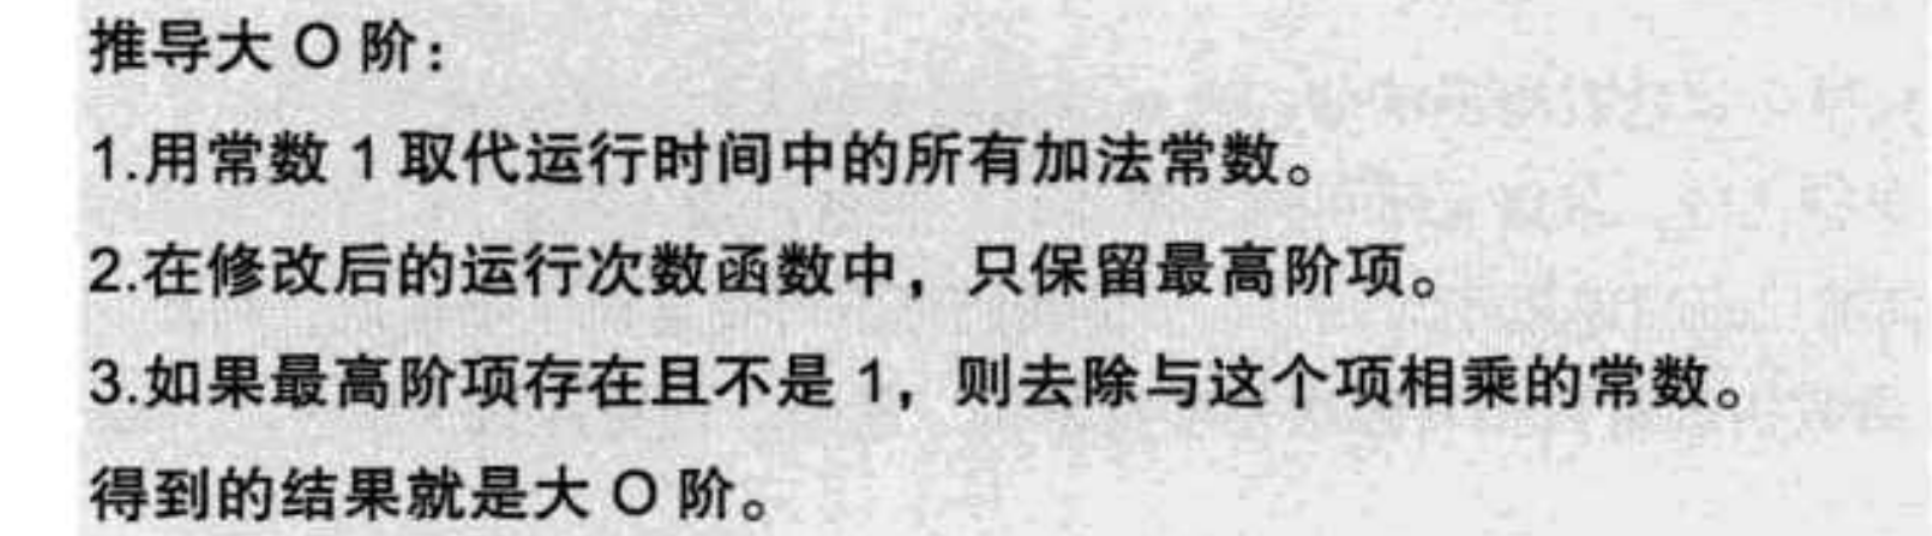 推导大 O 阶：
1.用常数 1 取代运行时间中的所有加法常数。
2.在修改后的运行次数函数中，只保留最高阶项。
3.如果最高阶项存在且不是 1，则去除与这个项相乘的常数。
得到的结果就是大 O 阶。